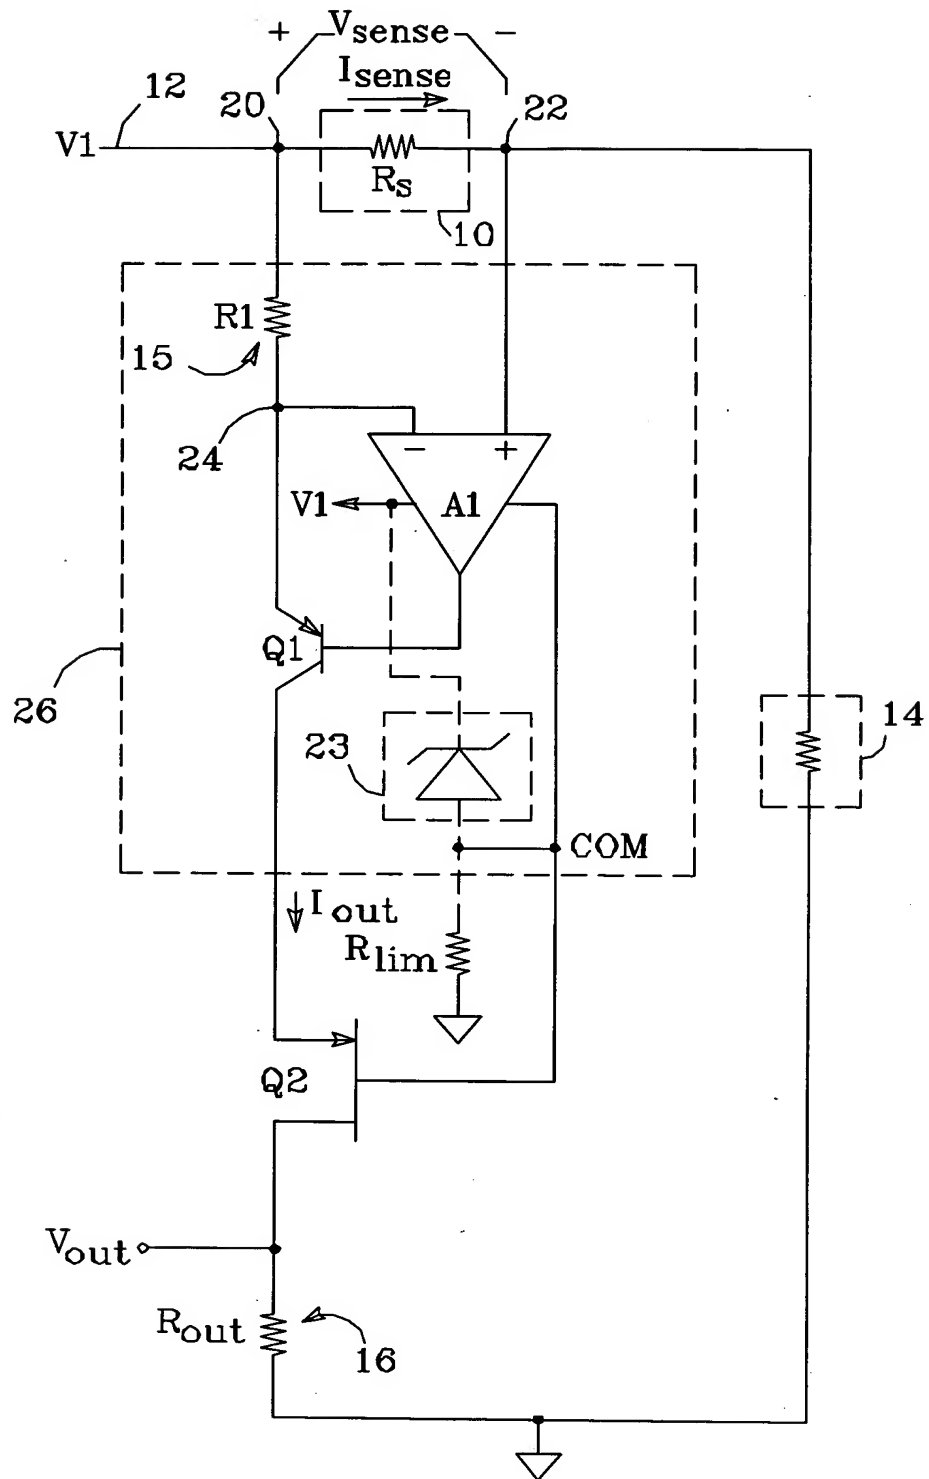 + Vsense −
Isense
12
20
22
V1
Rs
10
R1
15
24
− +
V1
A1
Q1
26
23
14
COM
Iout
Rlim
Q2
Vout
Rout
16